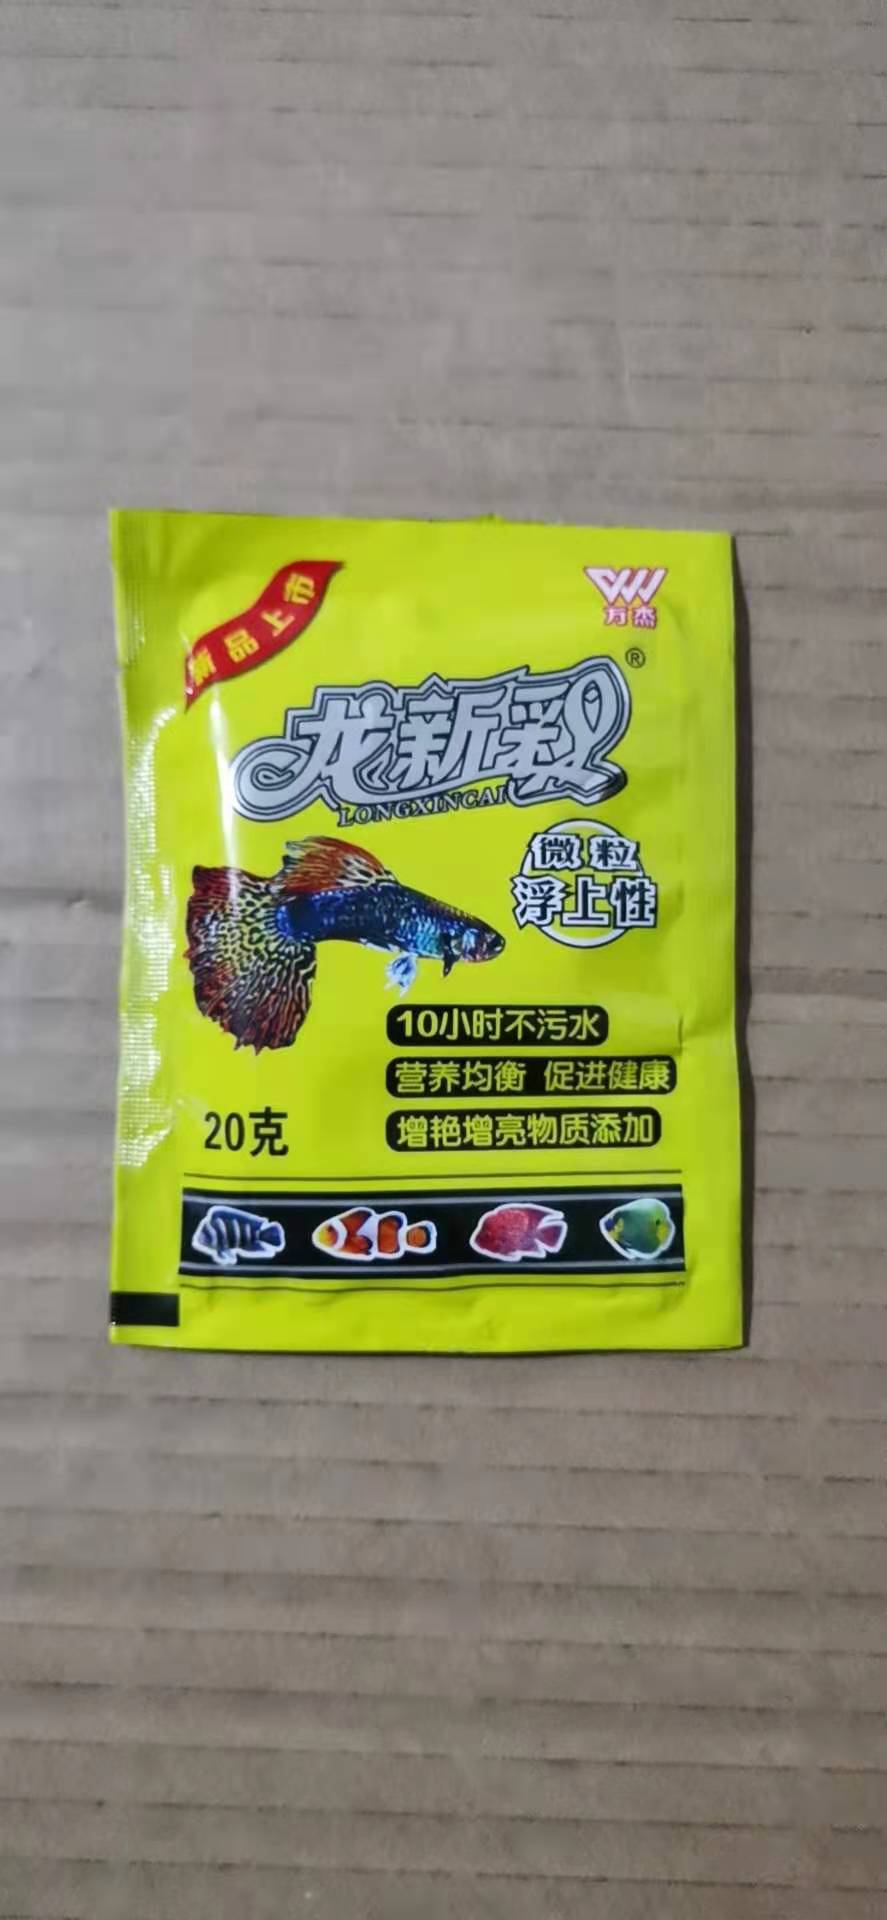 新品上市
万杰
龙新彩®
LONGXINCAI
微粒
浮上性
10小时不污水
营养均衡 促进健康
增艳增亮物质添加
20克